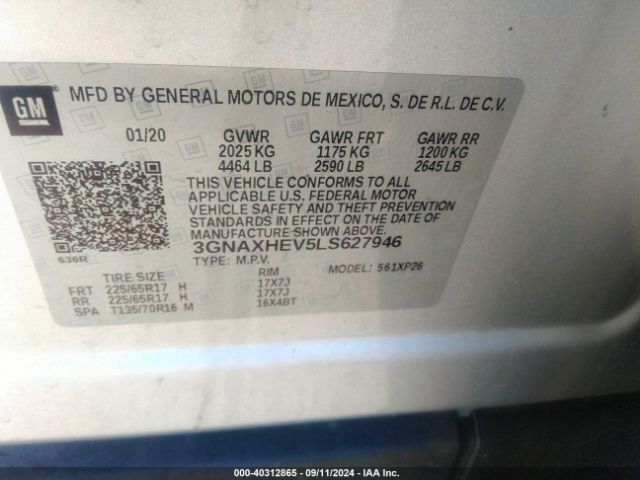 GM MFD BY GENERAL MOTORS DE MEXICO, S. DE R.L. DE C.V.
01/20 GVWR GAWR FRT GAWR RR
2025 KG 1175 KG 1200 KG
4464 LB 2590 LB 2645 LB
THIS VEHICLE CONFORMS TO ALL
APPLICABLE U.S. FEDERAL MOTOR
VEHICLE SAFETY AND THEFT PREVENTION
STANDARDS IN EFFECT ON THE DATE OF
MANUFACTURE SHOWN ABOVE.
3GNAXHEV5LS627946
636R TYPE: M.P.V. MODEL: 561XP26
TIRE SIZE RIM
FRT 225/65R17 H 17X7J
RR 225/65R17 H 17X7J
SPA T135/70R16 M 16X4BT
000-40312865 - 09/11/2024 - IAA Inc.